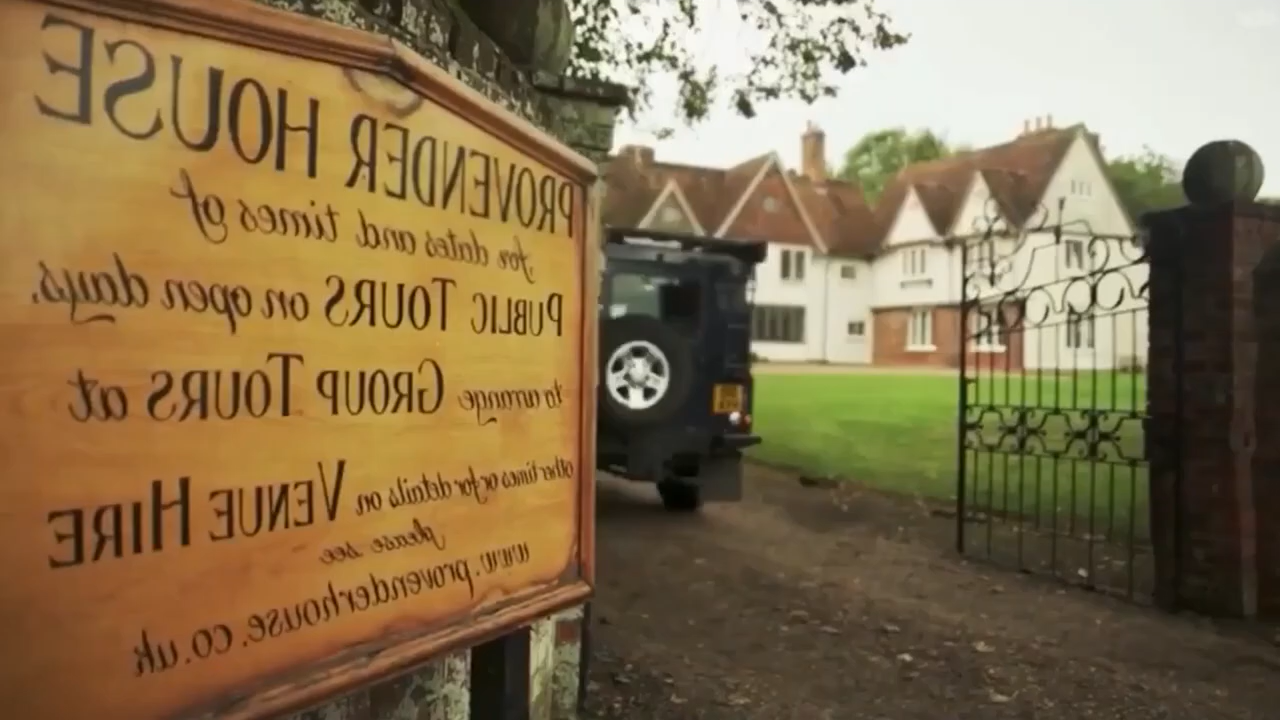 PROVENDER HOUSE
for dates and times of
PUBLIC TOURS on open days,
to arrange GROUP TOURS at
other times or for details on VENUE HIRE
please see
www.provenderhouse.co.uk